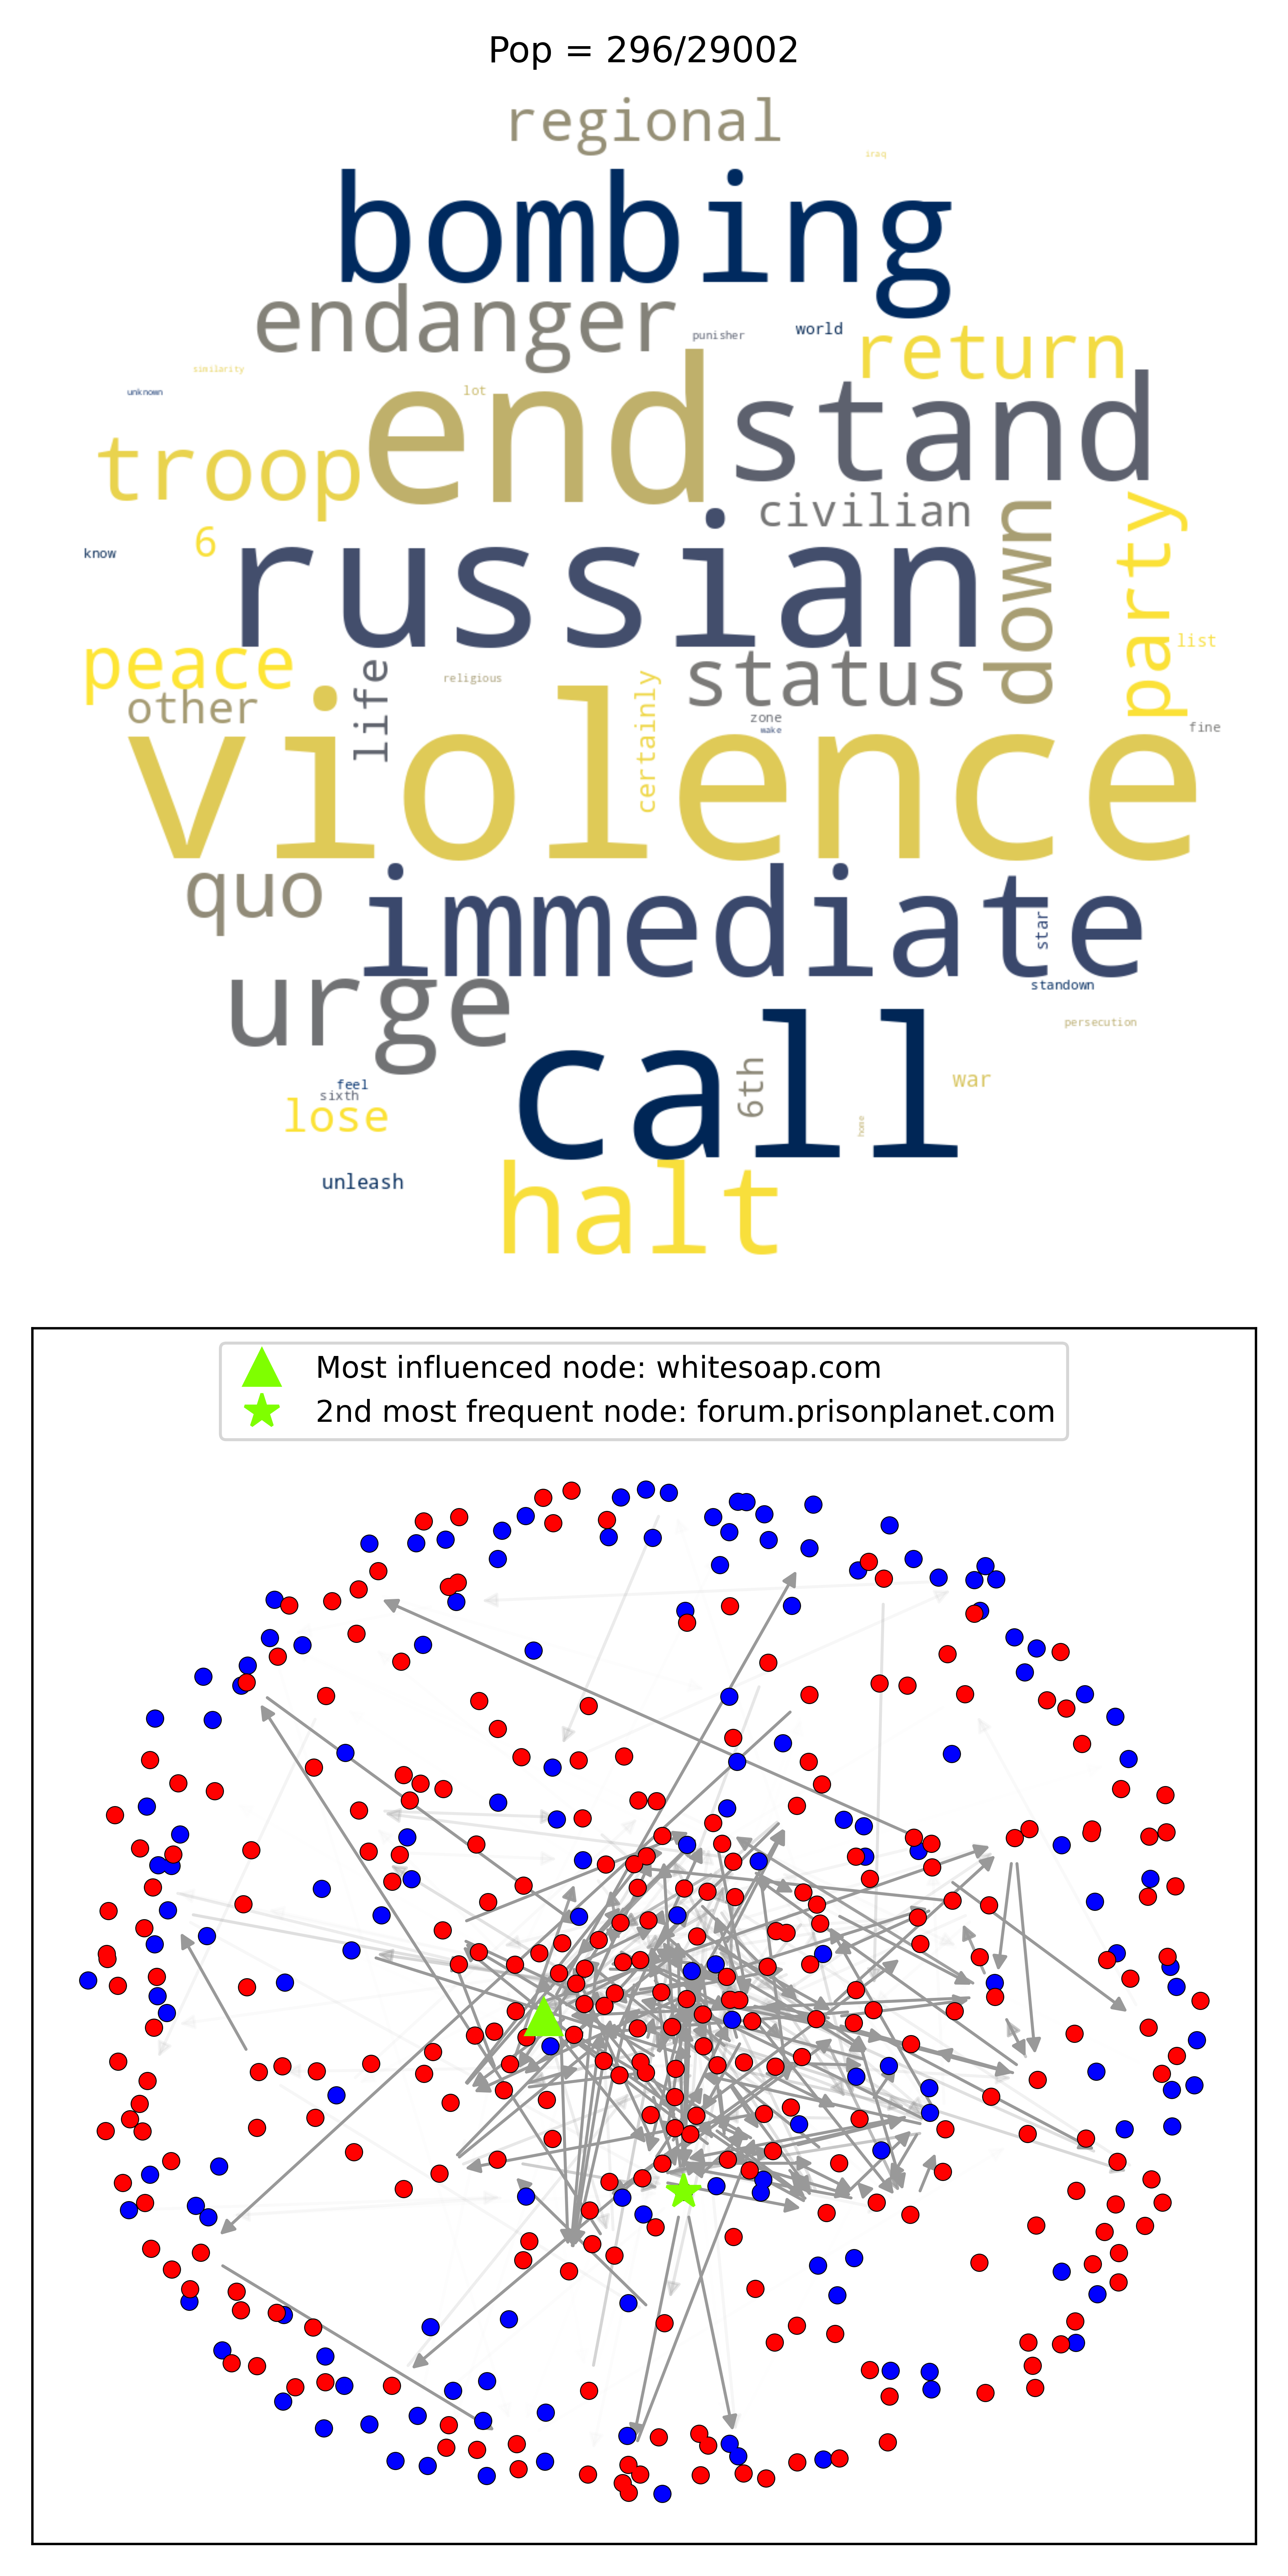 Pop = 296/29002
regional
iraq
bombing
endanger
punisher
world
return
similarity
unknown
lot
end
stand
troop
civilian
down
party
know
6
russian
list
peace
life
religious
status
certainly
other
zone
wake
fine
violence
quo
immediate
star
urge
standown
call
persecution
6th
war
feel
sixth
lose
home
unleash
halt
Most influenced node: whitesoap.com
2nd most frequent node: forum.prisonplanet.com